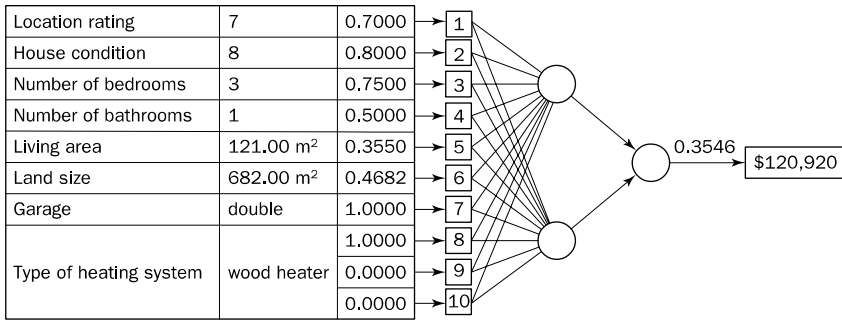 Location rating 7 0.7000 1
House condition 8 0.8000 2
Number of bedrooms 3 0.7500 3
Number of bathrooms 1 0.5000 4
Living area 121.00 m² 0.3550 5
0.3546 $120,920
Land size 682.00 m² 0.4682 6
Garage double 1.0000 7
Type of heating system wood heater 1.0000 8
0.0000 9
0.0000 10